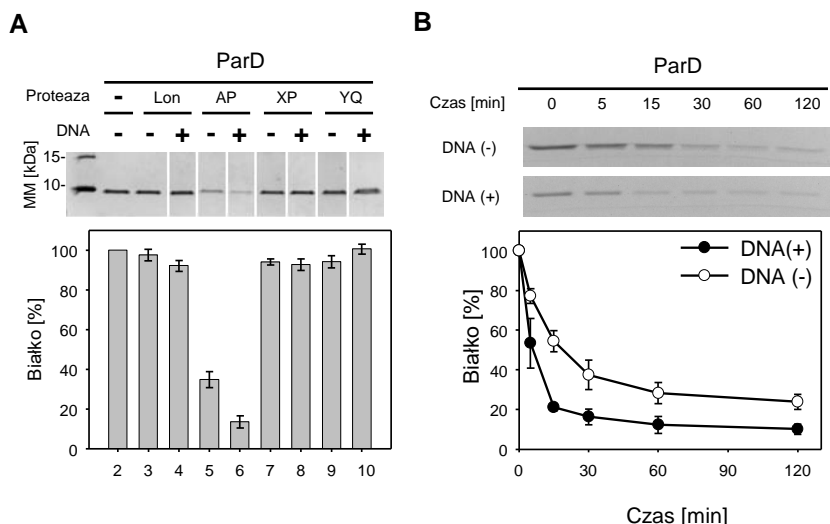 A
ParD
Proteaza - Lon AP XP YQ
DNA - - + - + - + - +
MM [kDa]
15-
10-
Białko [%]
100
80
60
40
20
0
2 3 4 5 6 7 8 9 10
B
ParD
Czas [min] 0 5 15 30 60 120
DNA (-)
DNA (+)
DNA(+)
DNA (-)
Białko [%]
100
80
60
40
20
0
0 30 60 90 120
Czas [min]